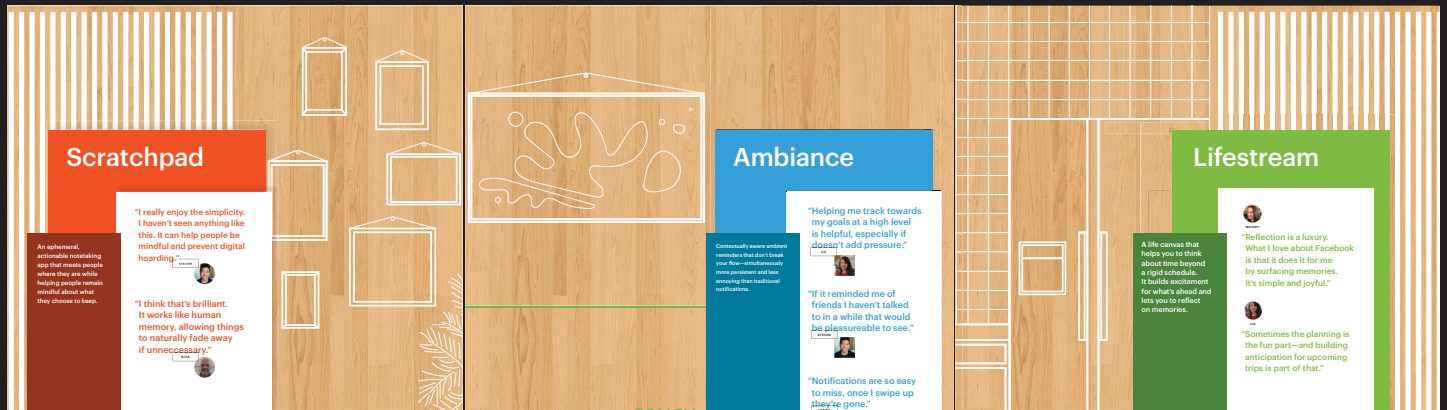 Scratchpad
"I really enjoy the simplicity.
I haven't seen anything like
this. It can help people be
mindful and prevent digital
hoarding."
An ephemeral,
actionable notetaking
app that meets people
where they are while
helping people remain
mindful about what
they choose to keep.
"I think that's brilliant.
It works like human
memory, allowing things
to naturally fade away
if unneccessary."
Ambiance
"Helping me track towards
my goals at a high level
is helpful, especially if
doesn't add pressure."
Contextually aware ambient
reminders that don't break
your flow—simultaneously
more persistent and less
annoying than traditional
notifications.
"If it reminded me of
friends I haven't talked
to in a while that would
be pleasureable to see."
"Notifications are so easy
to miss, once I swipe up
they're gone."
Lifestream
"Reflection is a luxury.
What I love about Facebook
is that it does it for me
by surfacing memories.
It's simple and joyful."
A life canvas that
helps you to think
about time beyond
a rigid schedule.
It builds excitement
for what's ahead and
lets you to reflect
on memories.
"Sometimes the planning is
the fun part—and building
anticipation for upcoming
trips is part of that."